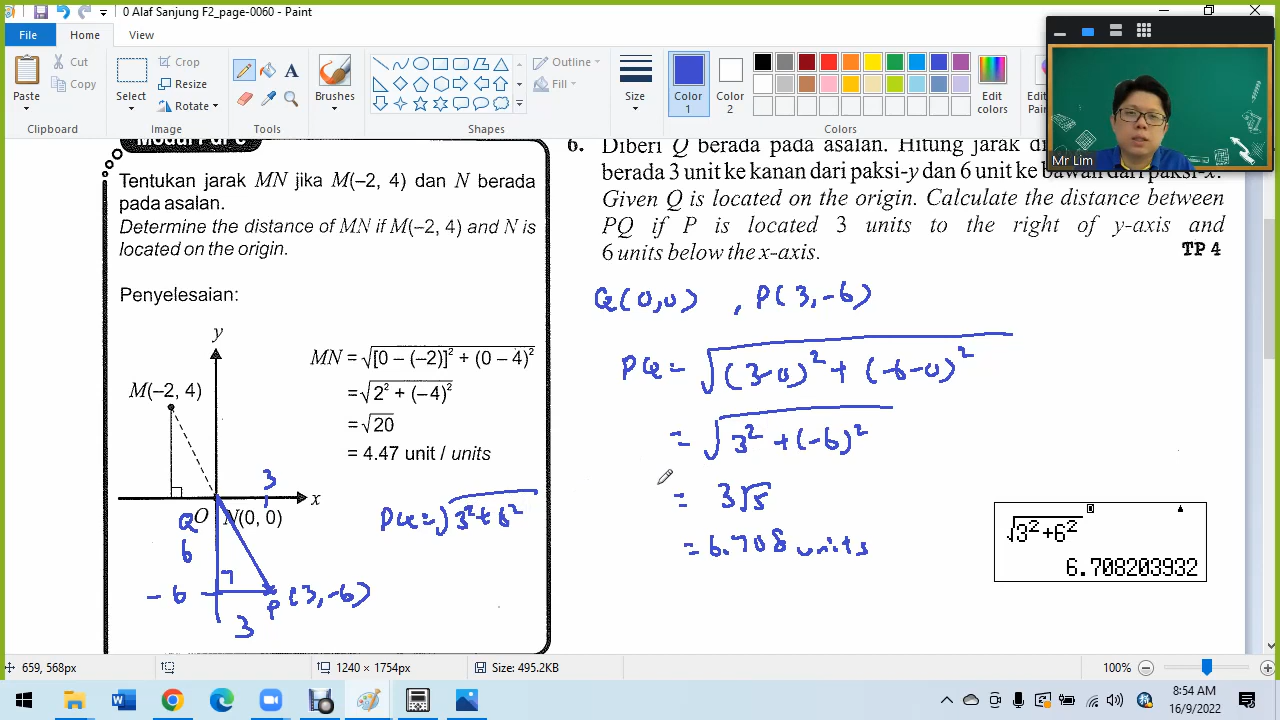 0 Alaf Sanjung F2_page-0060 - Paint
File
Home
View
Cut
Copy
Paste
Clipboard
Select
Crop
Resize
Rotate
Image
A
Tools
Brushes
Shapes
Outline
Fill
Size
Color 1
Color 2
Colors
Edit colors
Edit
Mr Lim
Tentukan jarak MN jika M(–2, 4) dan N berada
pada asalan.
Determine the distance of MN if M(–2, 4) and N is
located on the origin.
Penyelesaian:
y
M(–2, 4)
x
O
N(0, 0)
MN = √[0 – (–2)]² + (0 – 4)²
= √2² + (–4)²
= √20
= 4.47 unit / units
3
Q
6
-6
P (3,-6)
3
PQ = √3²+6²
6. Diberi Q berada pada asalan. Hitung jarak
berada 3 unit ke kanan dari paksi-y dan 6 unit ke bawah dari paksi-x.
Given Q is located on the origin. Calculate the distance between
PQ if P is located 3 units to the right of y-axis and
6 units below the x-axis.
TP 4
Q(0,0) , P(3,-6)
PQ = √(3-0)² + (-6-0)²
= √3² + (-6)²
= 3√5
= 6.708 units
√3²+6²
6.708203932
659, 568px
1240 × 1754px
Size: 495.2KB
100%
8:54 AM
16/9/2022